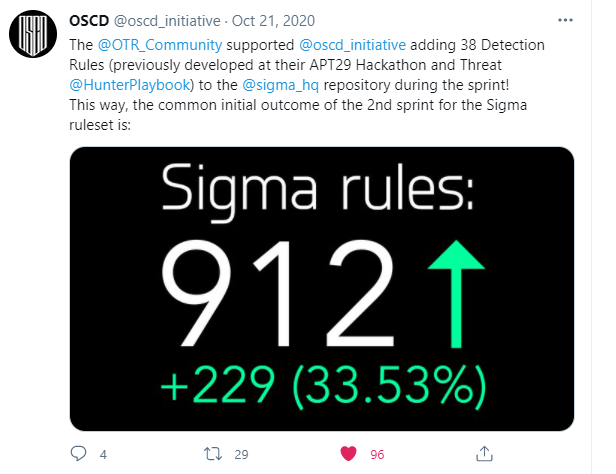 OSCD @oscd_initiative · Oct 21, 2020
The @OTR_Community supported @oscd_initiative adding 38 Detection
Rules (previously developed at their APT29 Hackathon and Threat
@HunterPlaybook) to the @sigma_hq repository during the sprint!
This way, the common initial outcome of the 2nd sprint for the Sigma
ruleset is:
Sigma rules:
912
+229 (33.53%)
4 29 96